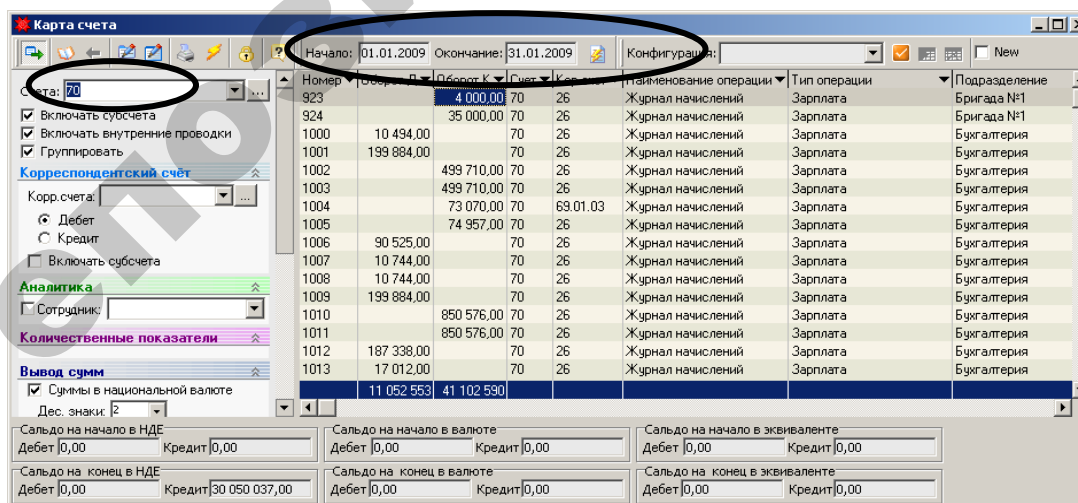 Карта счета
Начало: 01.01.2009 Окончание: 31.01.2009 Конфигурация: New
Счета: 70 ...
Включать субсчета
Включать внутренние проводки
Группировать
Корреспондентский счёт
Корр.счета: ...
Дебет
Кредит
Включать субсчета
Аналитика
Сотрудник:
Количественные показатели
Вывод сумм
Суммы в национальной валюте
Дес. знаки: 2
Номер Оборот К Счет Наименование операции Тип операции Подразделение
923 4 000,00 70 26 Журнал начислений Зарплата Бригада №1
924 35 000,00 70 26 Журнал начислений Зарплата Бригада №1
1000 10 494,00 70 26 Журнал начислений Зарплата Бухгалтерия
1001 199 884,00 70 26 Журнал начислений Зарплата Бухгалтерия
1002 499 710,00 70 26 Журнал начислений Зарплата Бухгалтерия
1003 499 710,00 70 26 Журнал начислений Зарплата Бухгалтерия
1004 73 070,00 70 69.01.03 Журнал начислений Зарплата Бухгалтерия
1005 74 957,00 70 26 Журнал начислений Зарплата Бухгалтерия
1006 90 525,00 70 26 Журнал начислений Зарплата Бухгалтерия
1007 10 744,00 70 26 Журнал начислений Зарплата Бухгалтерия
1008 10 744,00 70 26 Журнал начислений Зарплата Бухгалтерия
1009 199 884,00 70 26 Журнал начислений Зарплата Бухгалтерия
1010 850 576,00 70 26 Журнал начислений Зарплата Бухгалтерия
1011 850 576,00 70 26 Журнал начислений Зарплата Бухгалтерия
1012 187 338,00 70 26 Журнал начислений Зарплата Бухгалтерия
1013 17 012,00 70 26 Журнал начислений Зарплата Бухгалтерия
11 052 553 41 102 590
Сальдо на начало в НДЕ Сальдо на начало в валюте Сальдо на начало в эквиваленте
Дебет 0,00 Кредит 0,00 Дебет 0,00 Кредит 0,00 Дебет 0,00 Кредит 0,00
Сальдо на конец в НДЕ Сальдо на конец в валюте Сальдо на конец в эквиваленте
Дебет 0,00 Кредит 30 050 037,00 Дебет 0,00 Кредит 0,00 Дебет 0,00 Кредит 0,00